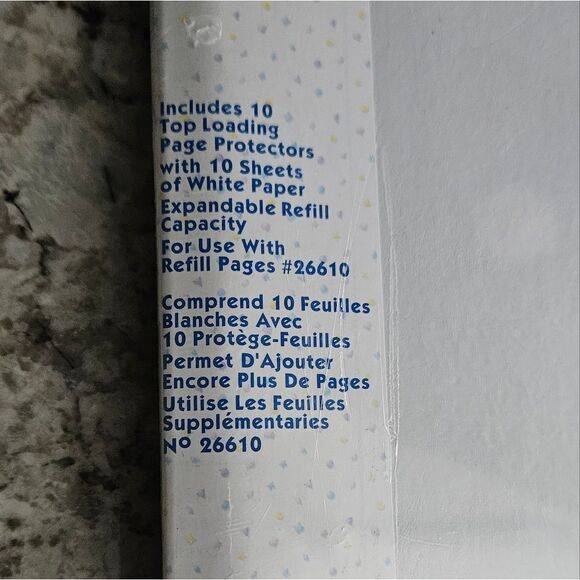 Includes 10
Top Loading
Page Protectors
with 10 Sheets
of White Paper
Expandable Refill
Capacity
For Use With
Refill Pages #26610
Comprend 10 Feuilles
Blanches Avec
10 Protège-Feuilles
Permet D'Ajouter
Encore Plus De Pages
Utilise Les Feuilles
Supplémentaries
Nº 26610